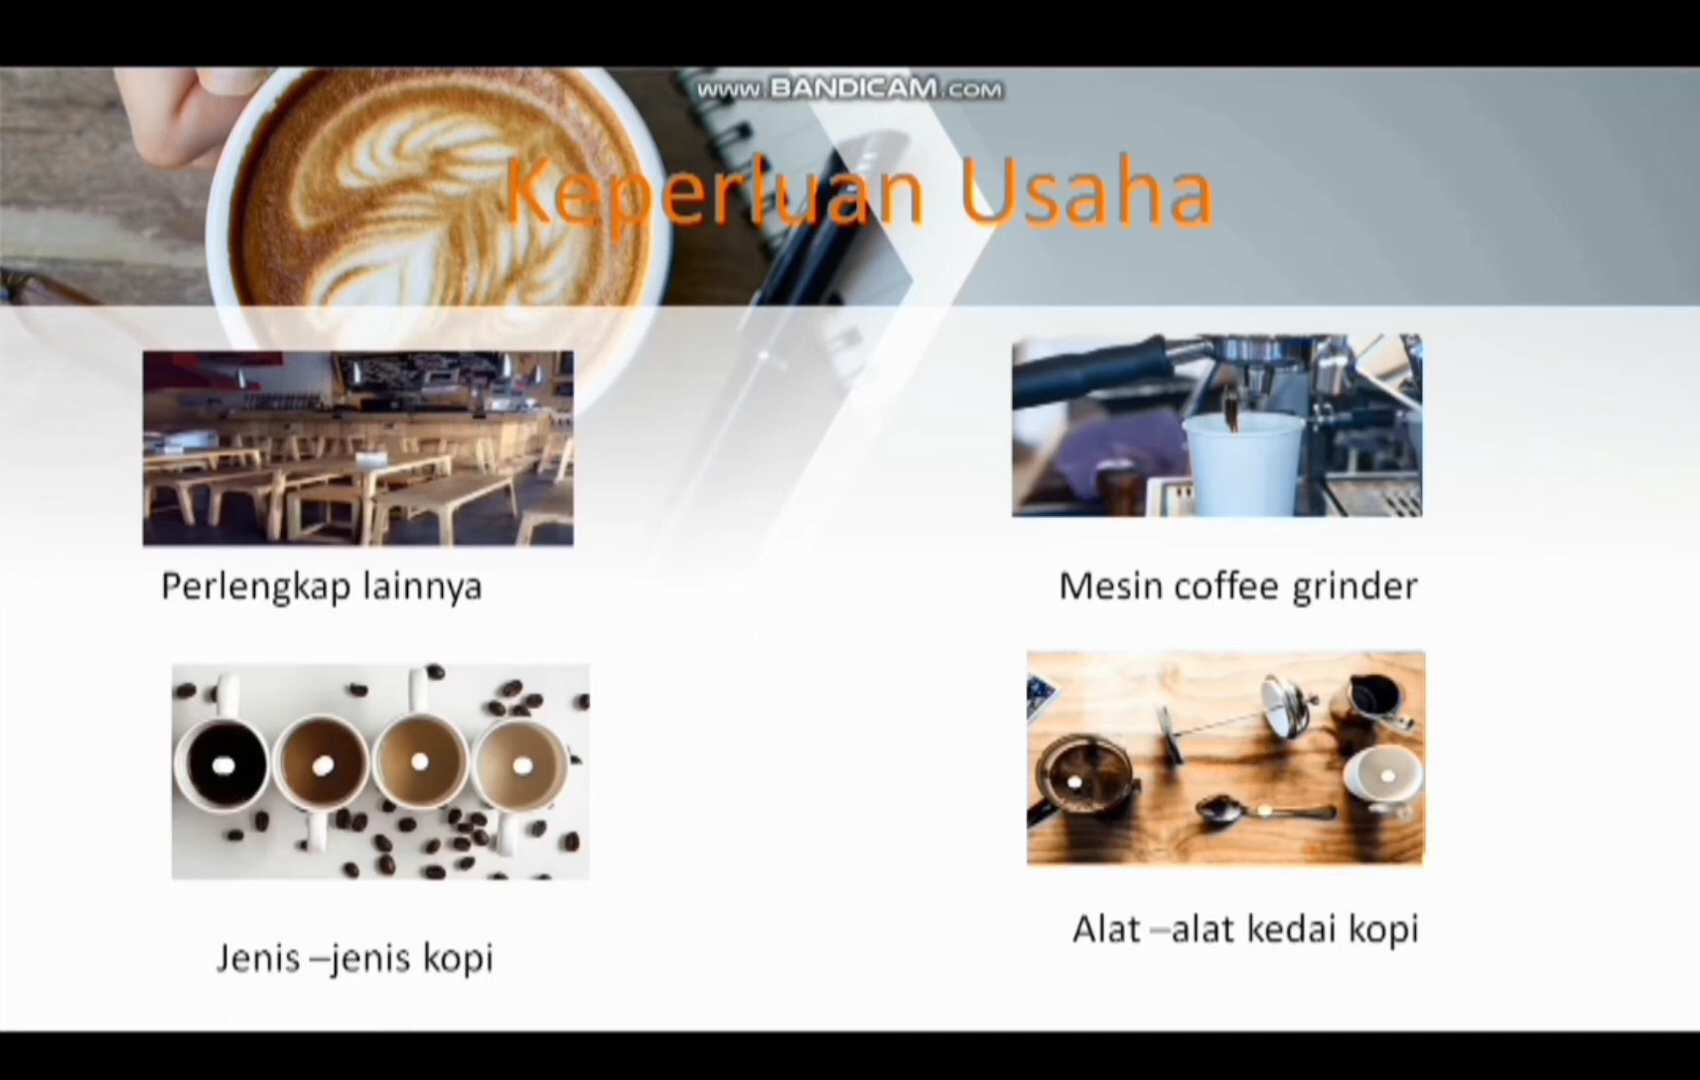 www.BANDICAM.com
Keperluan Usaha
Perlengkap lainnya
Mesin coffee grinder
Jenis –jenis kopi
Alat –alat kedai kopi